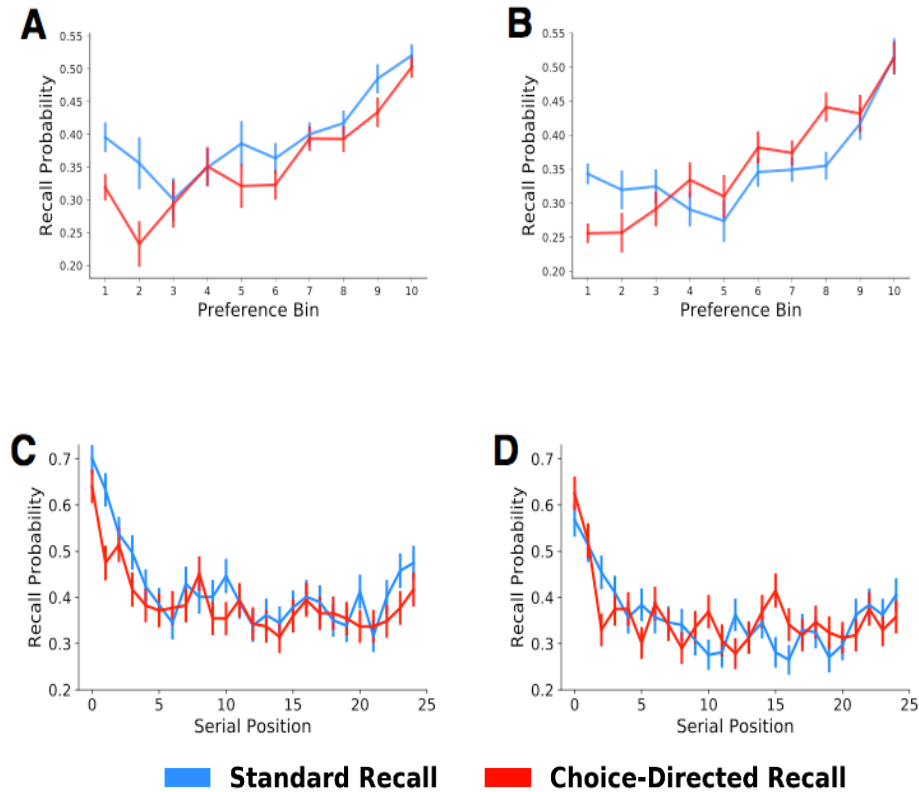 A
0.55
0.50
0.45
0.40
0.35
0.30
0.25
0.20
Recall Probability
1 2 3 4 5 6 7 8 9 10
Preference Bin
B
0.55
0.50
0.45
0.40
0.35
0.30
0.25
0.20
Recall Probability
1 2 3 4 5 6 7 8 9 10
Preference Bin
C
0.7
0.6
0.5
0.4
0.3
0.2
Recall Probability
0 5 10 15 20 25
Serial Position
D
0.7
0.6
0.5
0.4
0.3
0.2
Recall Probability
0 5 10 15 20 25
Serial Position
Standard Recall Choice-Directed Recall